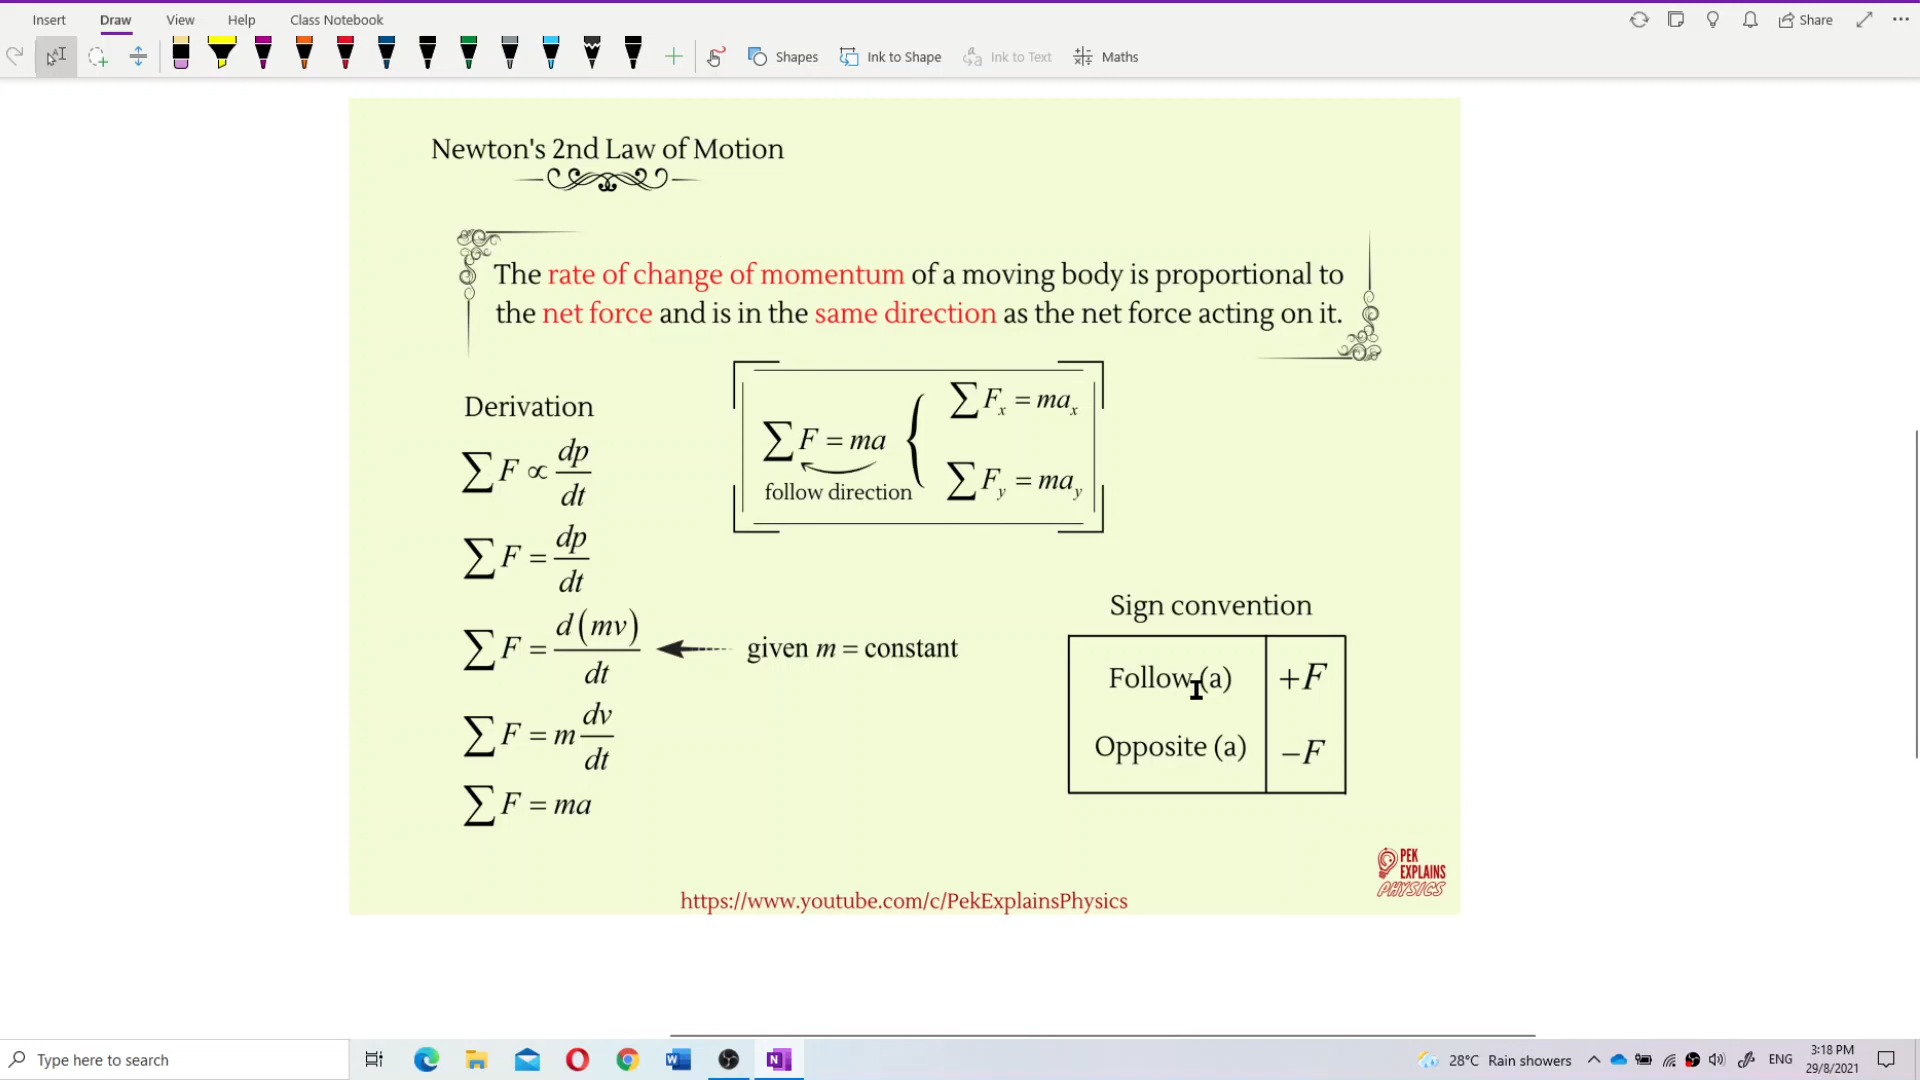 Insert Draw View Help Class Notebook Share
Shapes Ink to Shape Ink to Text Maths
Newton's 2nd Law of Motion
The rate of change of momentum of a moving body is proportional to
the net force and is in the same direction as the net force acting on it.
Derivation
∑F ∝ dp/dt
∑F = dp/dt
∑F = d(mv)/dt given m = constant
∑F = m dv/dt
∑F = ma
∑F = ma { ∑Fₓ = maₓ
∑Fᵧ = maᵧ
follow direction
Sign convention
Follow (a) +F
Opposite (a) −F
PEK
EXPLAINS
PHYSICS
https://www.youtube.com/c/PekExplainsPhysics
Type here to search
28°C Rain showers
ENG
3:18 PM
29/8/2021